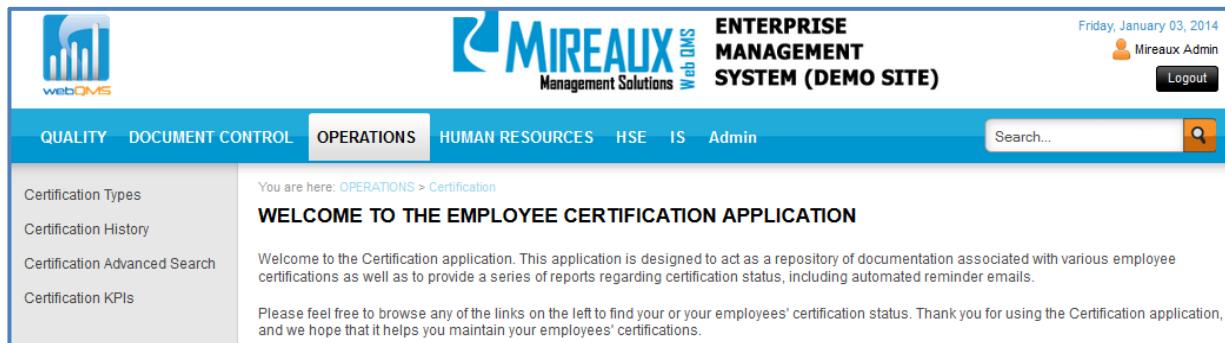 webQMS
MIREAUX
Management Solutions
Web QMS
ENTERPRISE
MANAGEMENT
SYSTEM (DEMO SITE)
Friday, January 03, 2014
Mireaux Admin
Logout
QUALITY DOCUMENT CONTROL OPERATIONS HUMAN RESOURCES HSE IS Admin
Search...
Certification Types
Certification History
Certification Advanced Search
Certification KPIs
You are here: OPERATIONS > Certification
WELCOME TO THE EMPLOYEE CERTIFICATION APPLICATION
Welcome to the Certification application. This application is designed to act as a repository of documentation associated with various employee
certifications as well as to provide a series of reports regarding certification status, including automated reminder emails.
Please feel free to browse any of the links on the left to find your or your employees' certification status. Thank you for using the Certification application,
and we hope that it helps you maintain your employees' certifications.